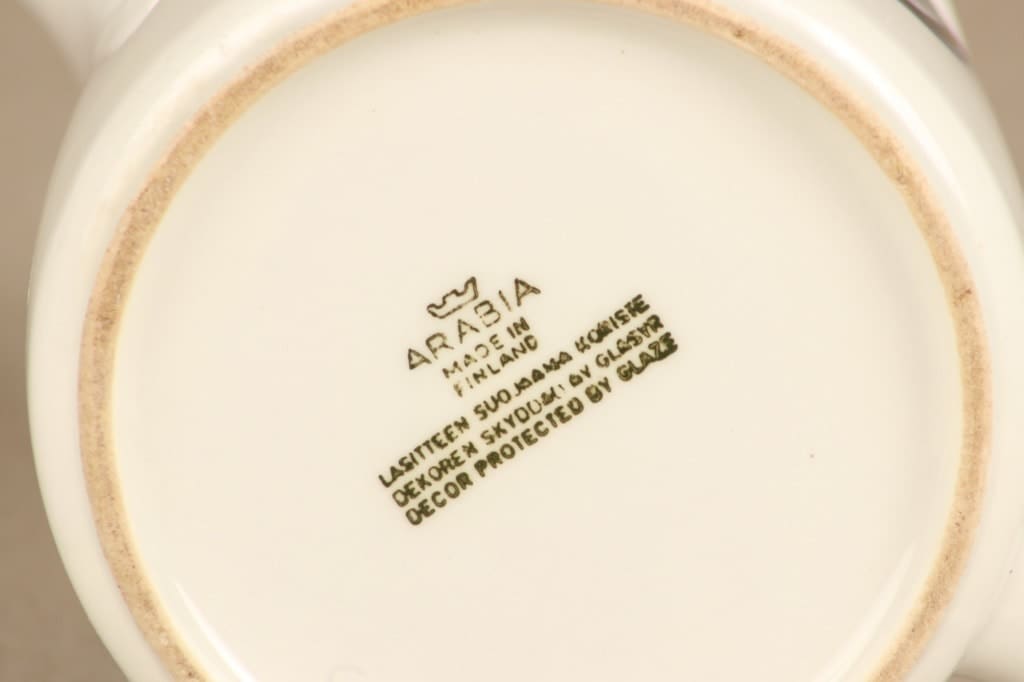 ARABIA
MADE IN
FINLAND
LASITTEEN SUOJAAMA KORISTE
DEKOREN SKYDDAD AV GLASYR
DECOR PROTECTED BY GLAZE